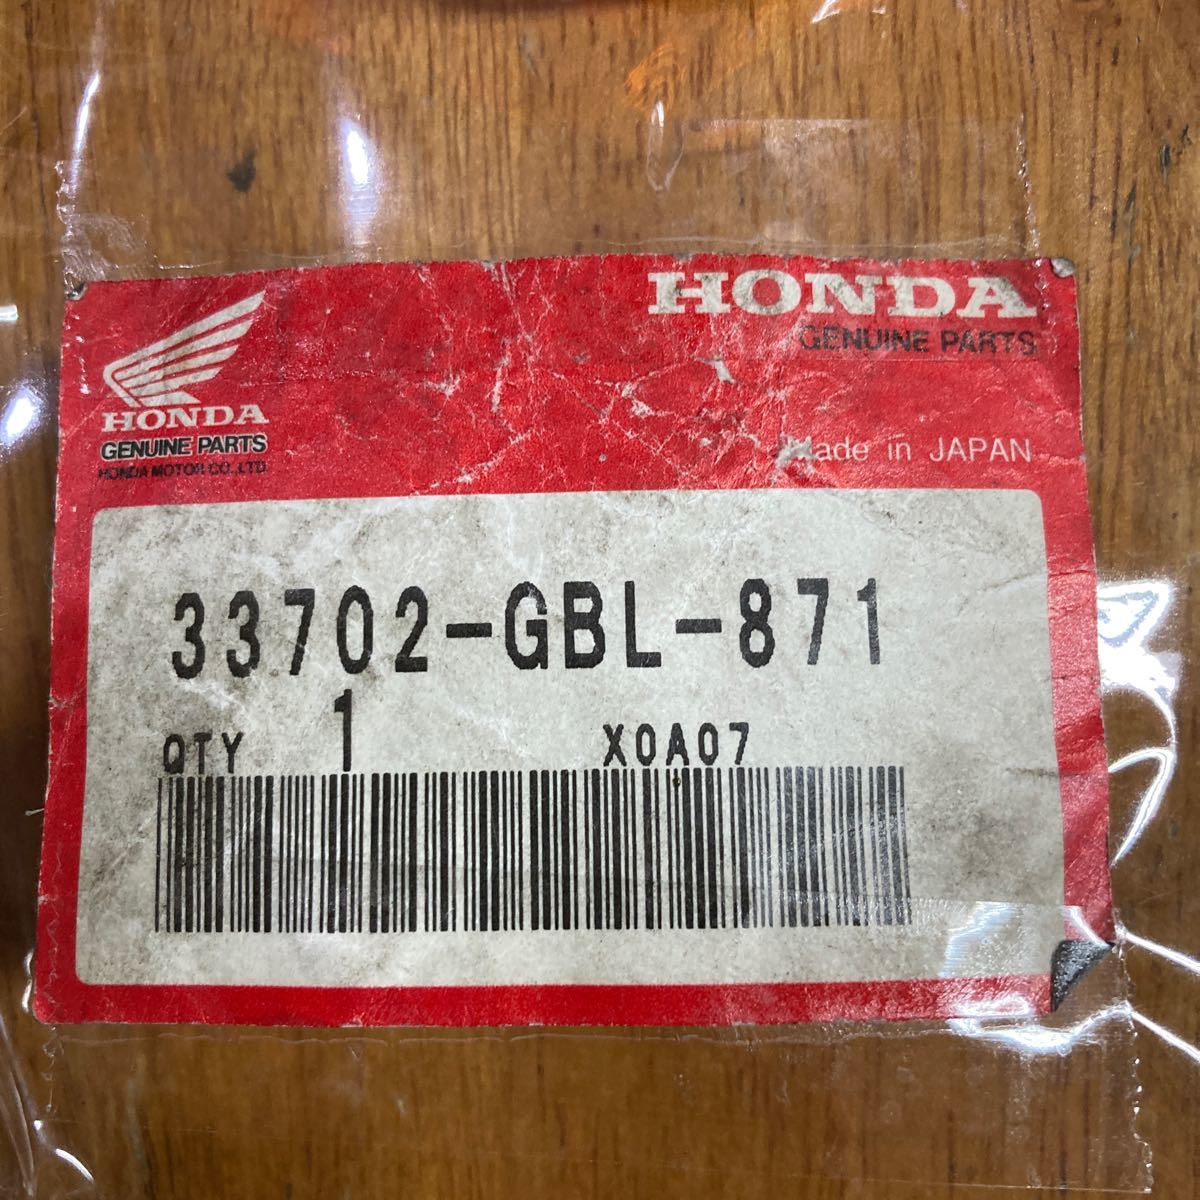 HONDA
GENUINE PARTS
HONDA
GENUINE PARTS
HONDA MOTOR CO.,LTD.
Made in JAPAN
33702-GBL-871
QTY 1 X0A07